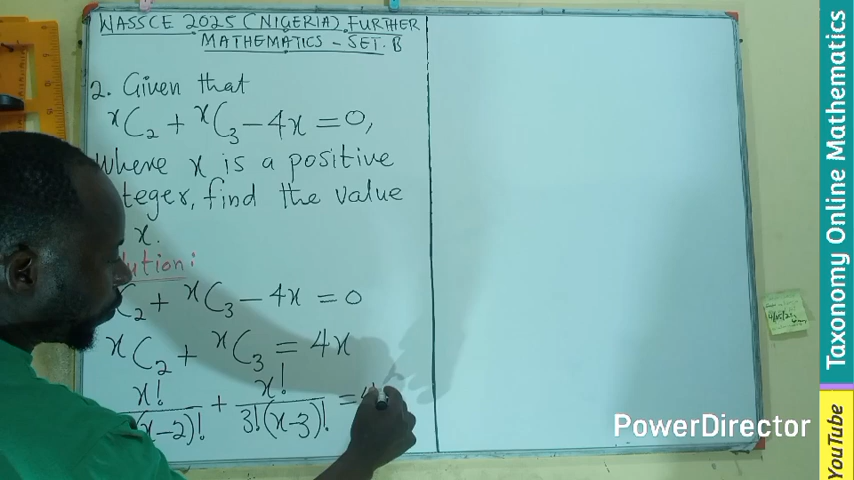 WASSCE 2025 (NIGERIA) FURTHER
MATHEMATICS - SET. B
2. Given that
ˣC₂ + ˣC₃ - 4x = 0,
where x is a positive
teger, find the value
x.
lution:
C₂ + ˣC₃ - 4x = 0
ˣC₂ + ˣC₃ = 4x
x!/(x-2)! + x!/3!(x-3)! =
PowerDirector
Taxonomy Online Mathematics
YouTube